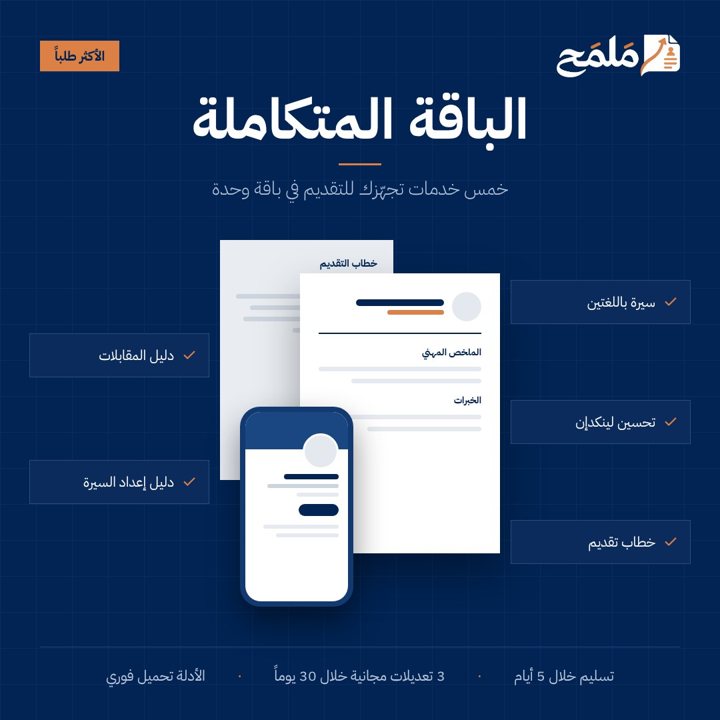 مَلمَح
الأكثر طلباً
الباقة المتكاملة
خمس خدمات تجهّزك للتقديم في باقة وحدة
خطاب التقديم
الملخص المهني
الخبرات
سيرة باللغتين
تحسين لينكدإن
خطاب تقديم
دليل المقابلات
دليل إعداد السيرة
تسليم خلال 5 أيام · 3 تعديلات مجانية خلال 30 يوماً · الأدلة تحميل فوري